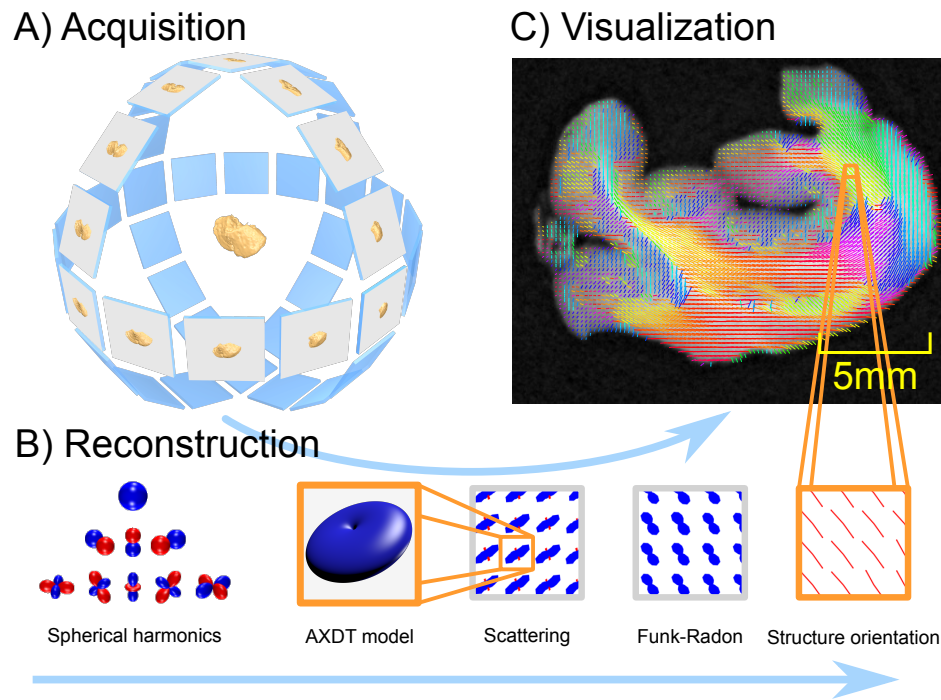 A) Acquisition
C) Visualization
5mm
B) Reconstruction
Spherical harmonics
AXDT model
Scattering
Funk-Radon
Structure orientation